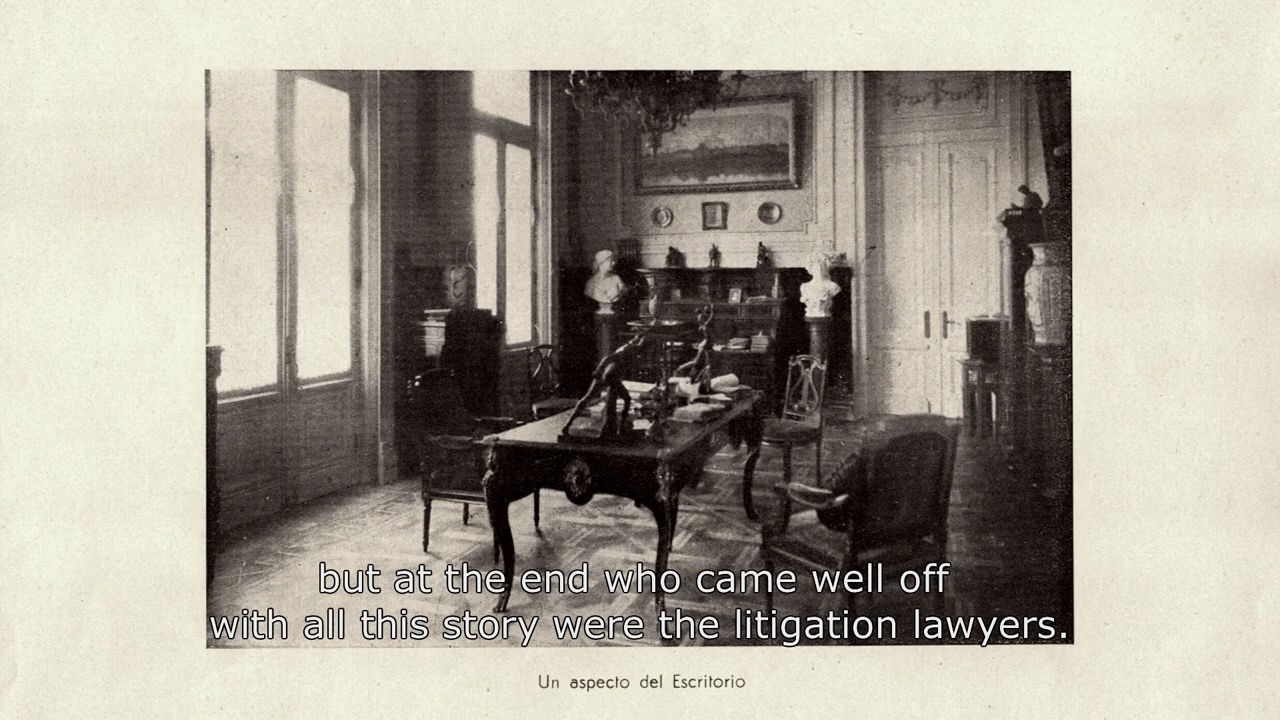 but at the end who came well off
with all this story were the litigation lawyers.
Un aspecto del Escritorio